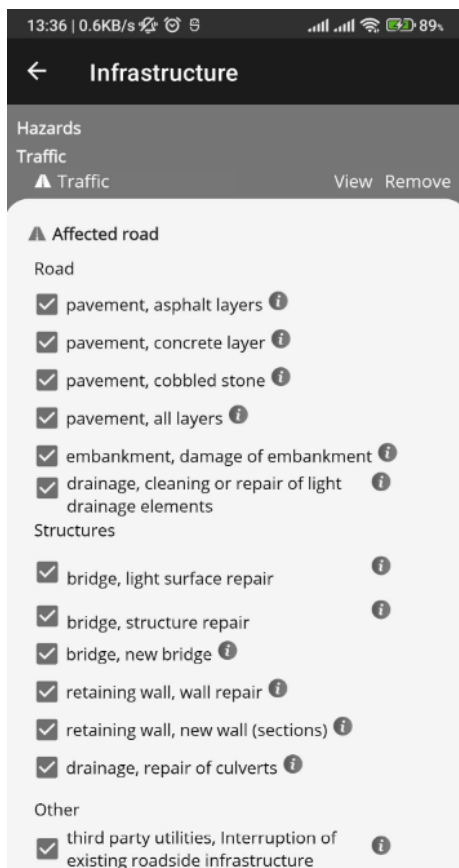 13:36 | 0.6KB/s 89%
Infrastructure
Hazards
Traffic
Traffic View Remove
Affected road
Road
pavement, asphalt layers
pavement, concrete layer
pavement, cobbled stone
pavement, all layers
embankment, damage of embankment
drainage, cleaning or repair of light
drainage elements
Structures
bridge, light surface repair
bridge, structure repair
bridge, new bridge
retaining wall, wall repair
retaining wall, new wall (sections)
drainage, repair of culverts
Other
third party utilities, Interruption of
existing roadside infrastructure